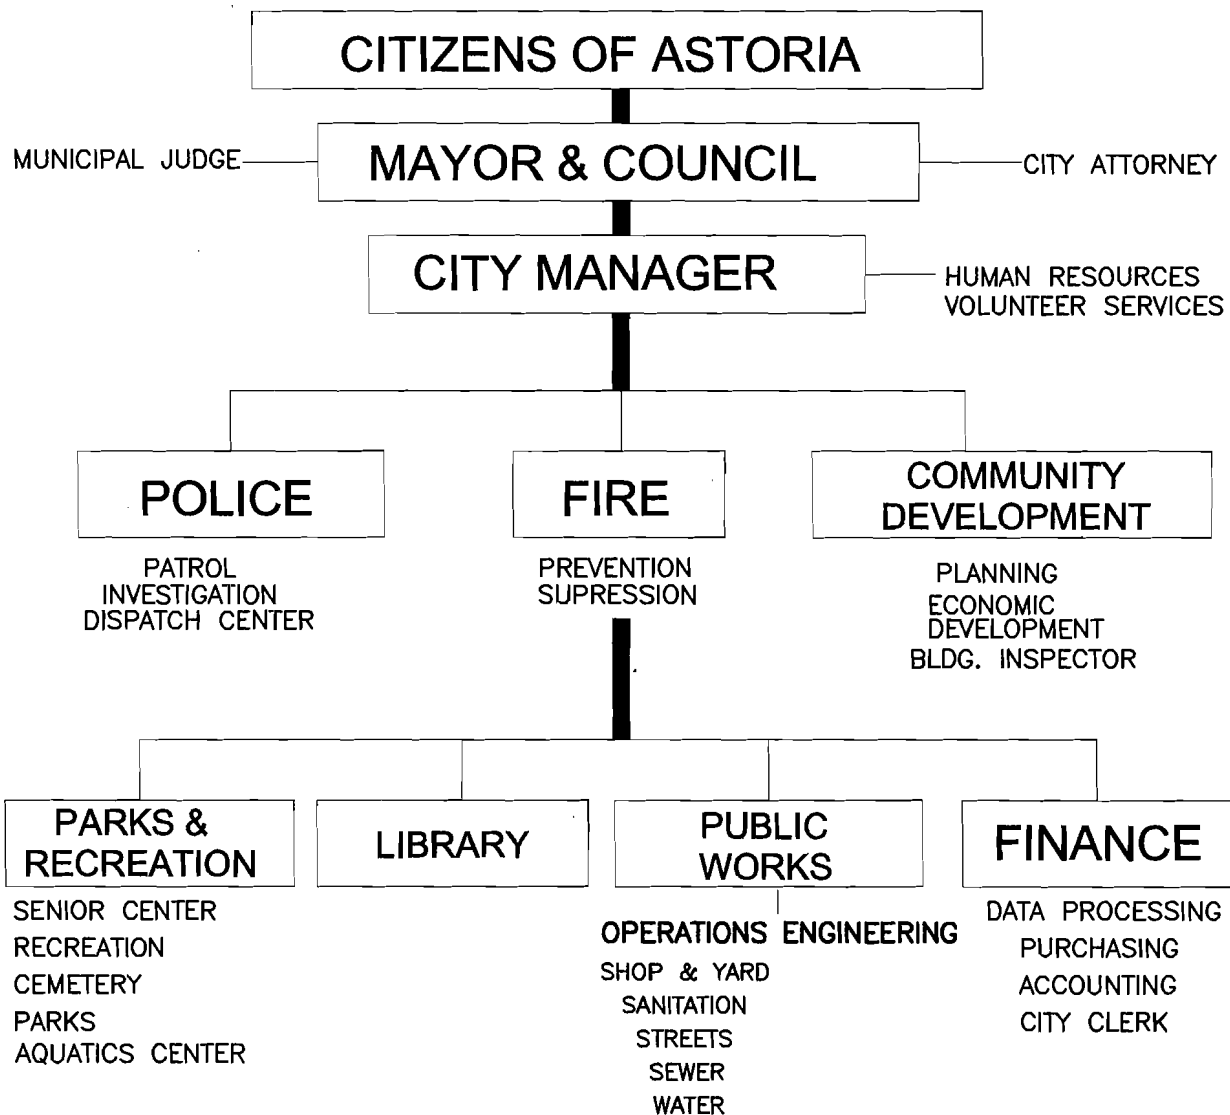 CITIZENS OF ASTORIA
MUNICIPAL JUDGE
MAYOR & COUNCIL
CITY ATTORNEY
CITY MANAGER
HUMAN RESOURCES
VOLUNTEER SERVICES
POLICE
PATROL
INVESTIGATION
DISPATCH CENTER
FIRE
PREVENTION
SUPRESSION
COMMUNITY
DEVELOPMENT
PLANNING
ECONOMIC
DEVELOPMENT
BLDG. INSPECTOR
PARKS &
RECREATION
SENIOR CENTER
RECREATION
CEMETERY
PARKS
AQUATICS CENTER
LIBRARY
PUBLIC
WORKS
OPERATIONS ENGINEERING
SHOP & YARD
SANITATION
STREETS
SEWER
WATER
FINANCE
DATA PROCESSING
PURCHASING
ACCOUNTING
CITY CLERK